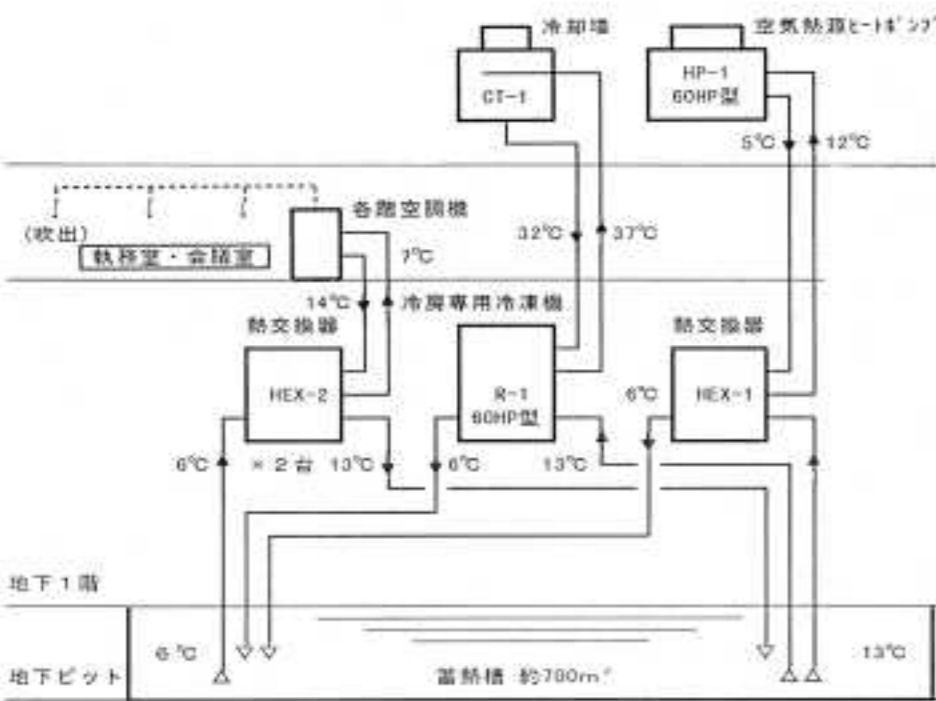 冷却塔
空気熱源ヒートポンプ
CT-1
HP-1
60HP型
5℃
12℃
各階空調機
(吹出)
執務室・会議室
7℃
32℃
37℃
14℃
冷房専用冷凍機
熱交換器
熱交換器
HEX-2
R-1
60HP型
6℃
HEX-1
6℃
×2台
13℃
6℃
13℃
地下1階
6℃
13℃
地下ピット
蓄熱槽 約780m³